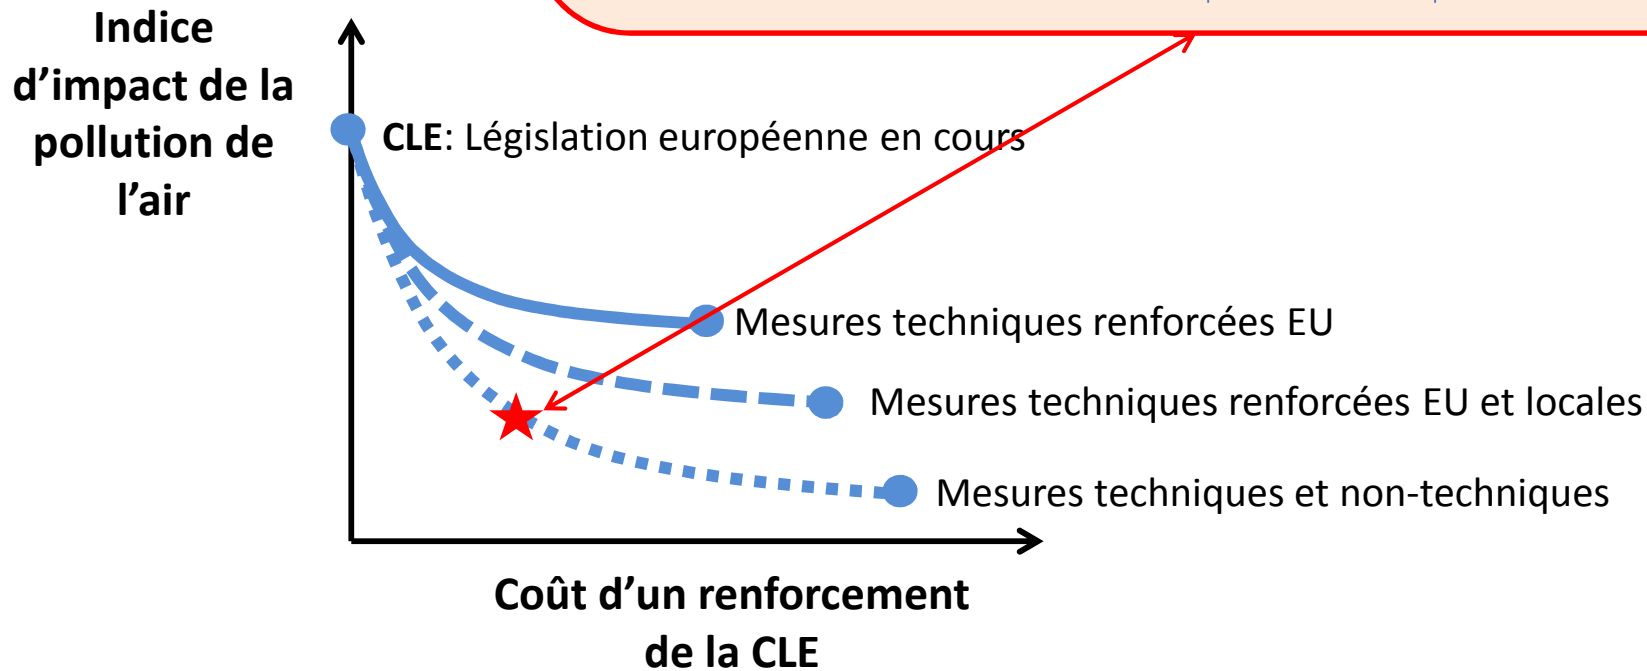 Indice
d’impact de la
pollution de
l’air
CLE: Législation européenne en cours
Mesures techniques renforcées EU
Mesures techniques renforcées EU et locales
Mesures techniques et non-techniques
Coût d’un renforcement
de la CLE